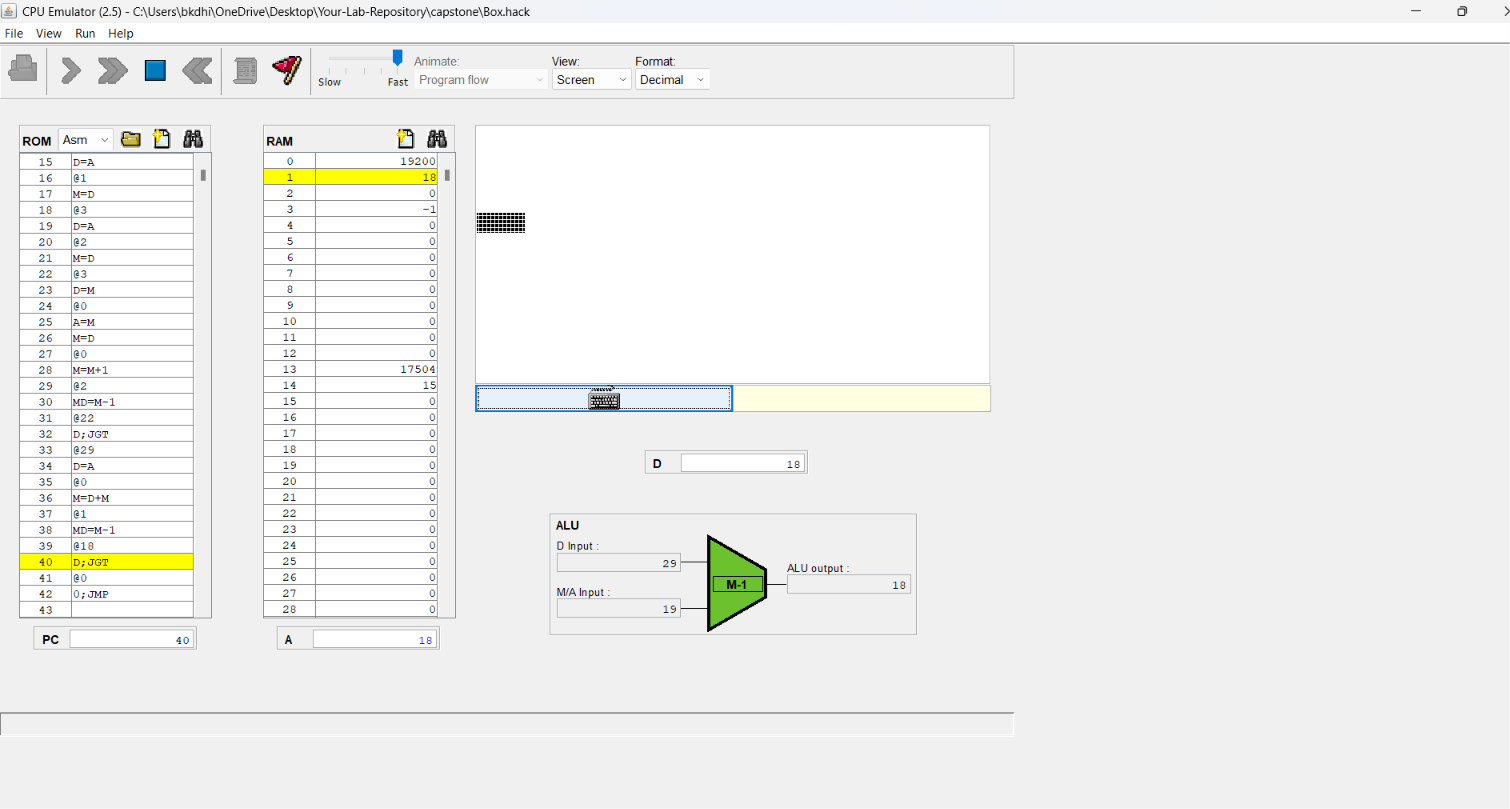 CPU Emulator (2.5) - C:\Users\bkdhi\OneDrive\Desktop\Your-Lab-Repository\capstone\Box.hack
File View Run Help
Slow Fast
Animate:
Program flow
View:
Screen
Format:
Decimal
ROM Asm
15 D=A
16 @1
17 M=D
18 @3
19 D=A
20 @2
21 M=D
22 @3
23 D=M
24 @0
25 A=M
26 M=D
27 @0
28 M=M+1
29 @2
30 MD=M-1
31 @22
32 D;JGT
33 @29
34 D=A
35 @0
36 M=D+M
37 @1
38 MD=M-1
39 @18
40 D;JGT
41 @0
42 0;JMP
43
PC 40
RAM
0 19200
1 18
2 0
3 -1
4 0
5 0
6 0
7 0
8 0
9 0
10 0
11 0
12 0
13 17504
14 15
15 0
16 0
17 0
18 0
19 0
20 0
21 0
22 0
23 0
24 0
25 0
26 0
27 0
28 0
A 18
D 18
ALU
D Input :
29
M/A Input :
19
M-1
ALU output :
18